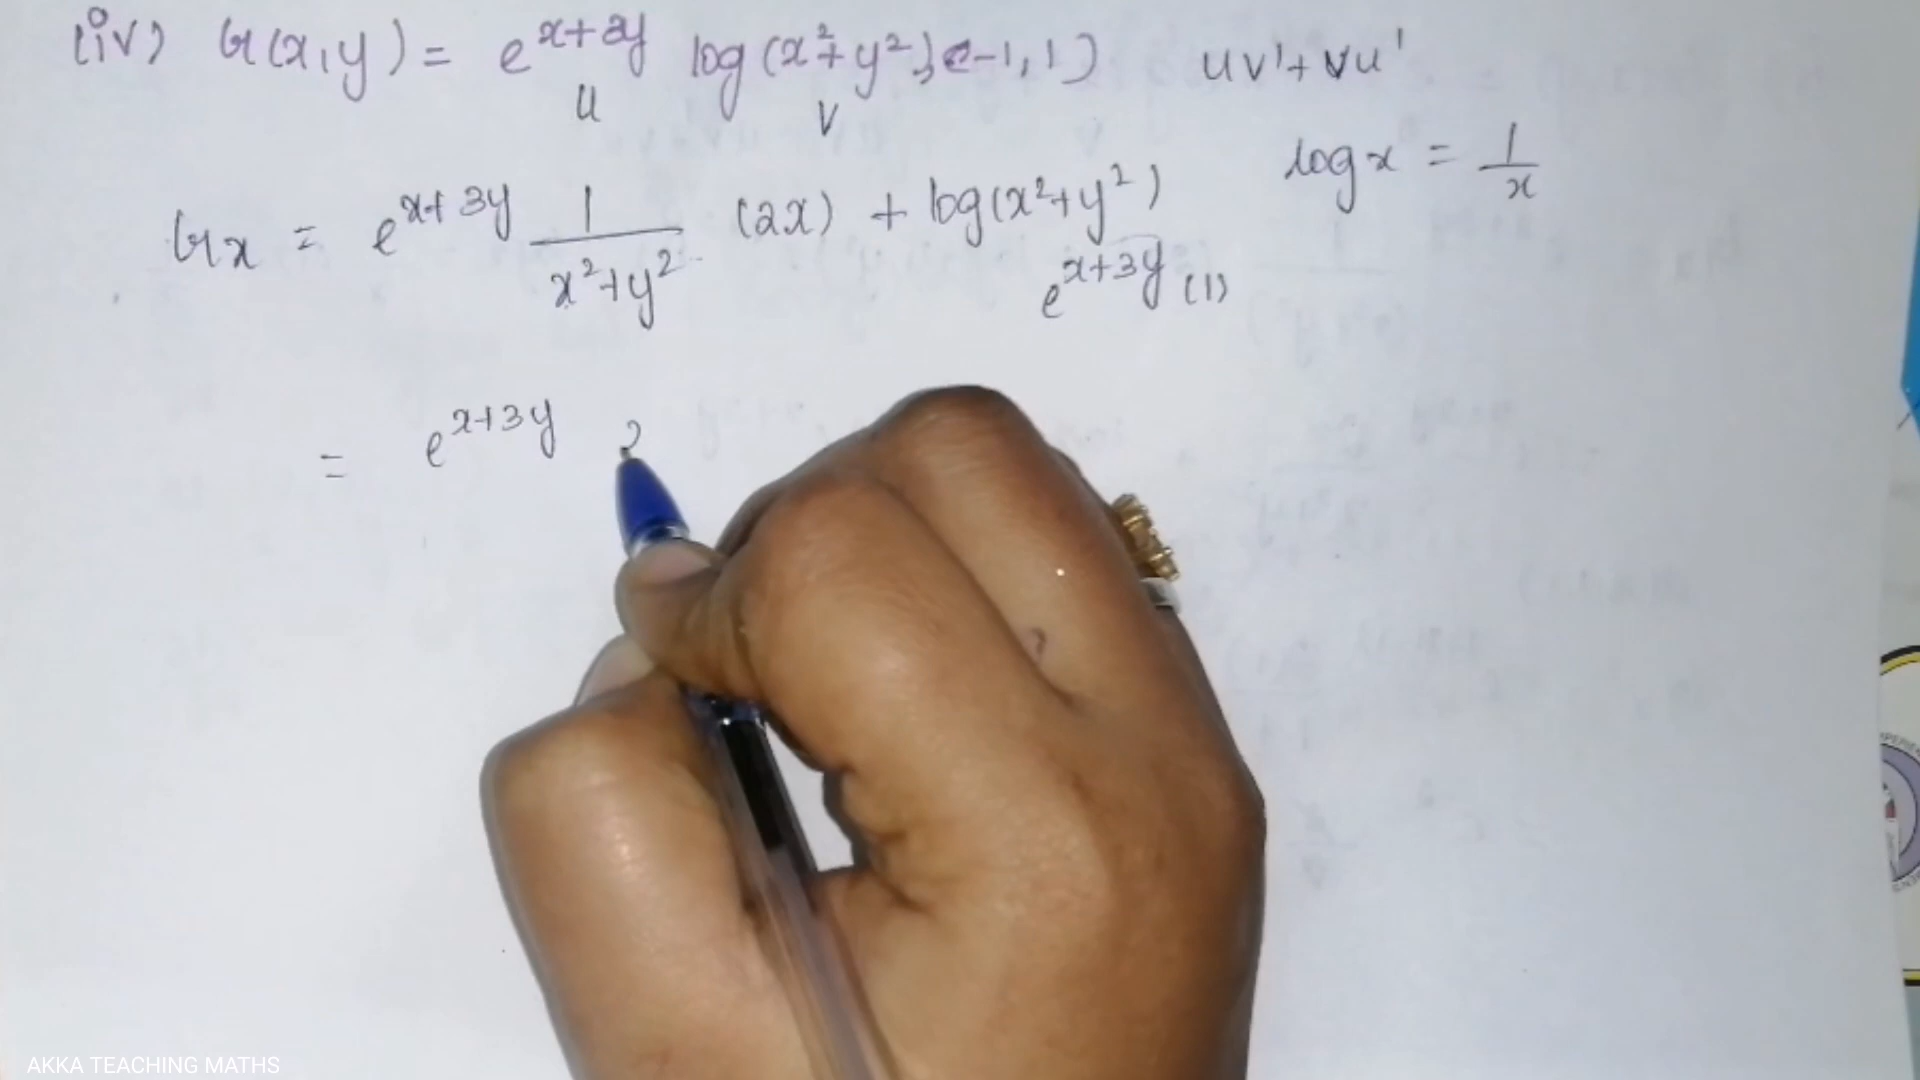 (iv) G(x,y) = e^{x+3y} log(x²+y²), (-1,1) uv'+vu'
u v
log x = 1/x
Gx = e^{x+3y} 1/(x²+y²) (2x) + log(x²+y²)
e^{x+3y} (1)
= e^{x+3y} 2
AKKA TEACHING MATHS